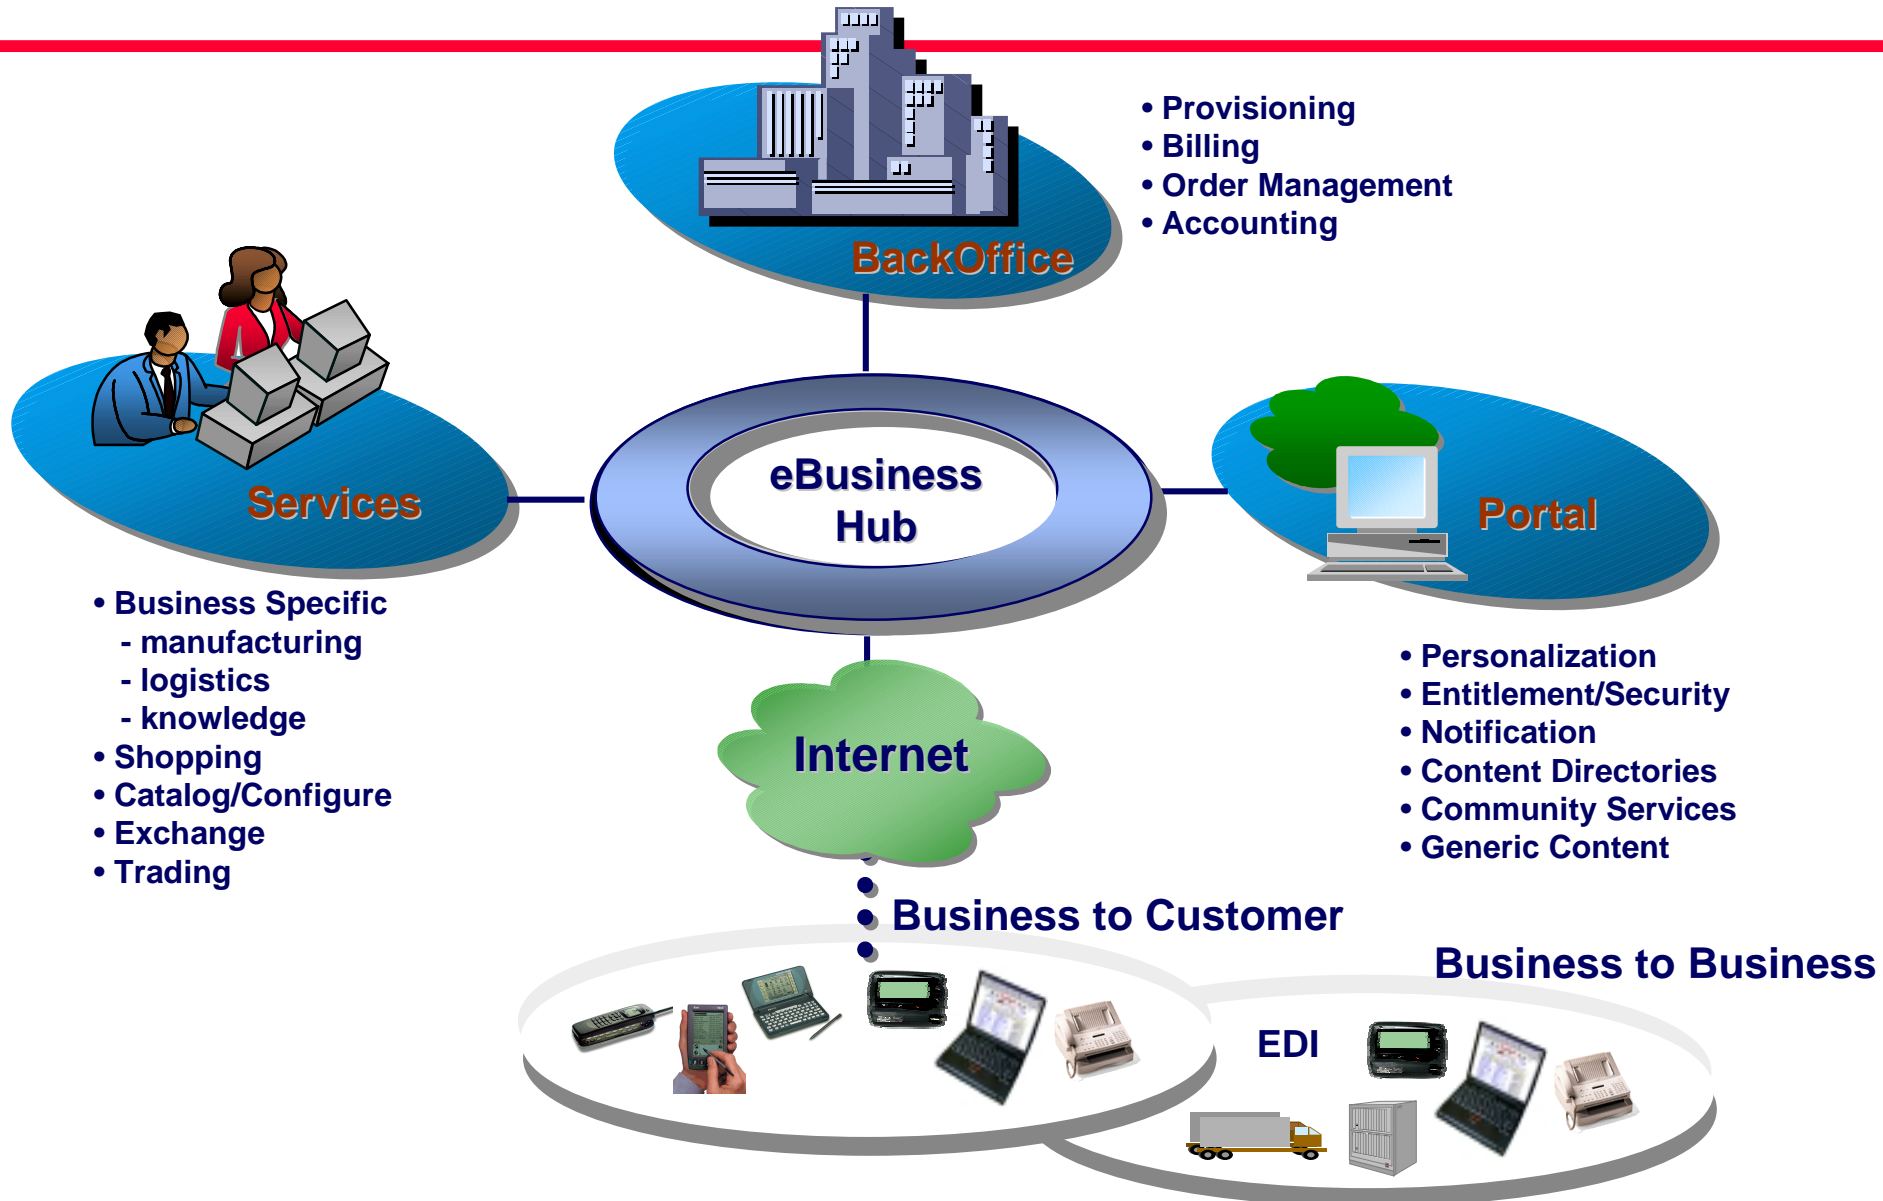 • Provisioning
• Billing
• Order Management
• Accounting
BackOffice
Services
eBusiness
Hub
Portal
• Business Specific
- manufacturing
- logistics
- knowledge
• Shopping
• Catalog/Configure
• Exchange
• Trading
Internet
• Personalization
• Entitlement/Security
• Notification
• Content Directories
• Community Services
• Generic Content
Business to Customer
Business to Business
EDI